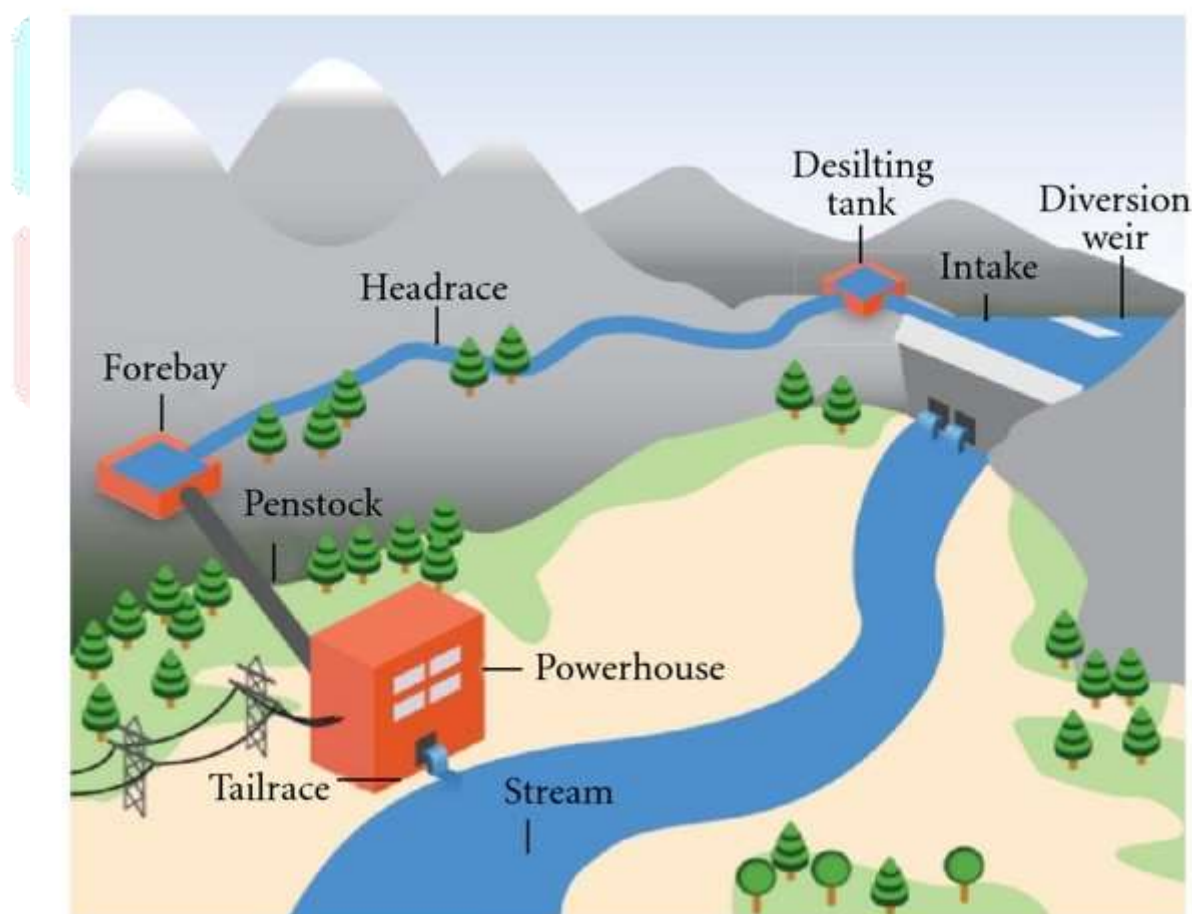 Desilting
tank
Diversion
weir
Intake
Headrace
Forebay
Penstock
Powerhouse
Tailrace
Stream